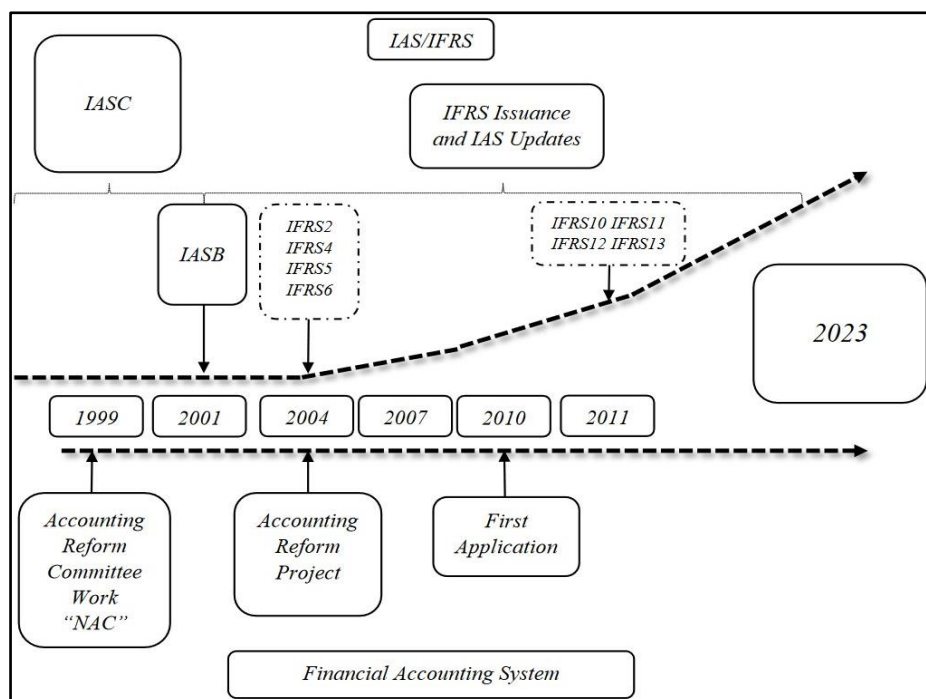 IAS/IFRS
IASC
IFRS Issuance
and IAS Updates
IASB
IFRS2
IFRS4
IFRS5
IFRS6
IFRS10 IFRS11
IFRS12 IFRS13
2023
1999
2001
2004
2007
2010
2011
Accounting
Reform
Committee
Work
“NAC”
Accounting
Reform
Project
First
Application
Financial Accounting System